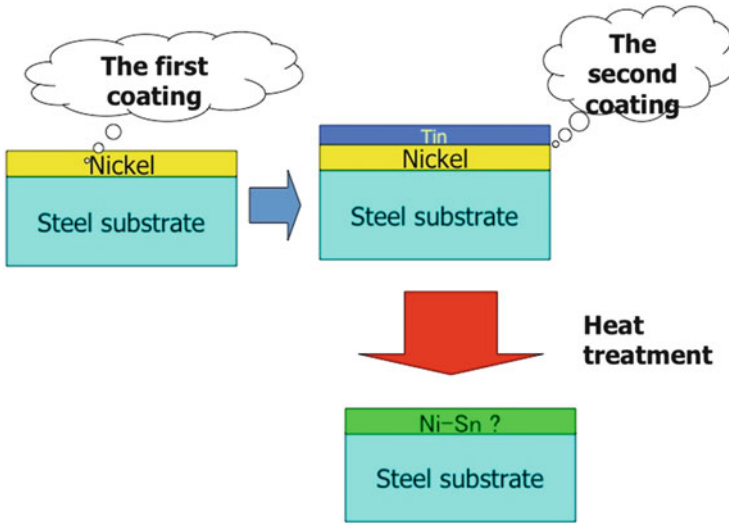 The first
coating
Nickel
Steel substrate
The
second
coating
Tin
Nickel
Steel substrate
Heat
treatment
Ni-Sn ?
Steel substrate